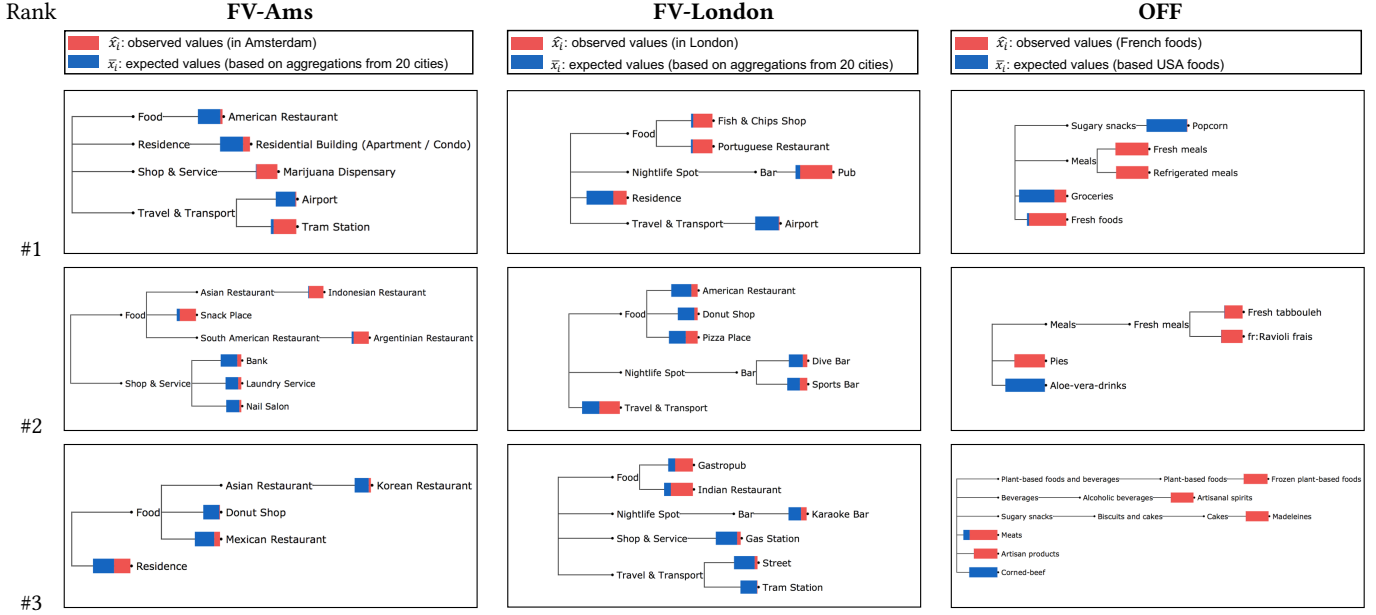 Rank
FV-Ams
FV-London
OFF
x̂ᵢ: observed values (in Amsterdam)
x̄ᵢ: expected values (based on aggregations from 20 cities)
x̂ᵢ: observed values (in London)
x̄ᵢ: expected values (based on aggregations from 20 cities)
x̂ᵢ: observed values (French foods)
x̄ᵢ: expected values (based USA foods)
#1
Food
American Restaurant
Residence
Residential Building (Apartment / Condo)
Shop & Service
Marijuana Dispensary
Travel & Transport
Airport
Tram Station
Food
Fish & Chips Shop
Portuguese Restaurant
Nightlife Spot
Bar
Pub
Residence
Travel & Transport
Airport
Sugary snacks
Popcorn
Meals
Fresh meals
Refrigerated meals
Groceries
Fresh foods
#2
Food
Asian Restaurant
Indonesian Restaurant
Snack Place
South American Restaurant
Argentinian Restaurant
Shop & Service
Bank
Laundry Service
Nail Salon
Food
American Restaurant
Donut Shop
Pizza Place
Nightlife Spot
Bar
Dive Bar
Sports Bar
Travel & Transport
Meals
Fresh meals
Fresh tabbouleh
fr:Ravioli frais
Pies
Aloe-vera-drinks
#3
Food
Asian Restaurant
Korean Restaurant
Donut Shop
Mexican Restaurant
Residence
Food
Gastropub
Indian Restaurant
Nightlife Spot
Bar
Karaoke Bar
Shop & Service
Gas Station
Travel & Transport
Street
Tram Station
Plant-based foods and beverages
Plant-based foods
Frozen plant-based foods
Beverages
Alcoholic beverages
Artisanal spirits
Sugary snacks
Biscuits and cakes
Cakes
Madeleines
Meats
Artisan products
Corned-beef